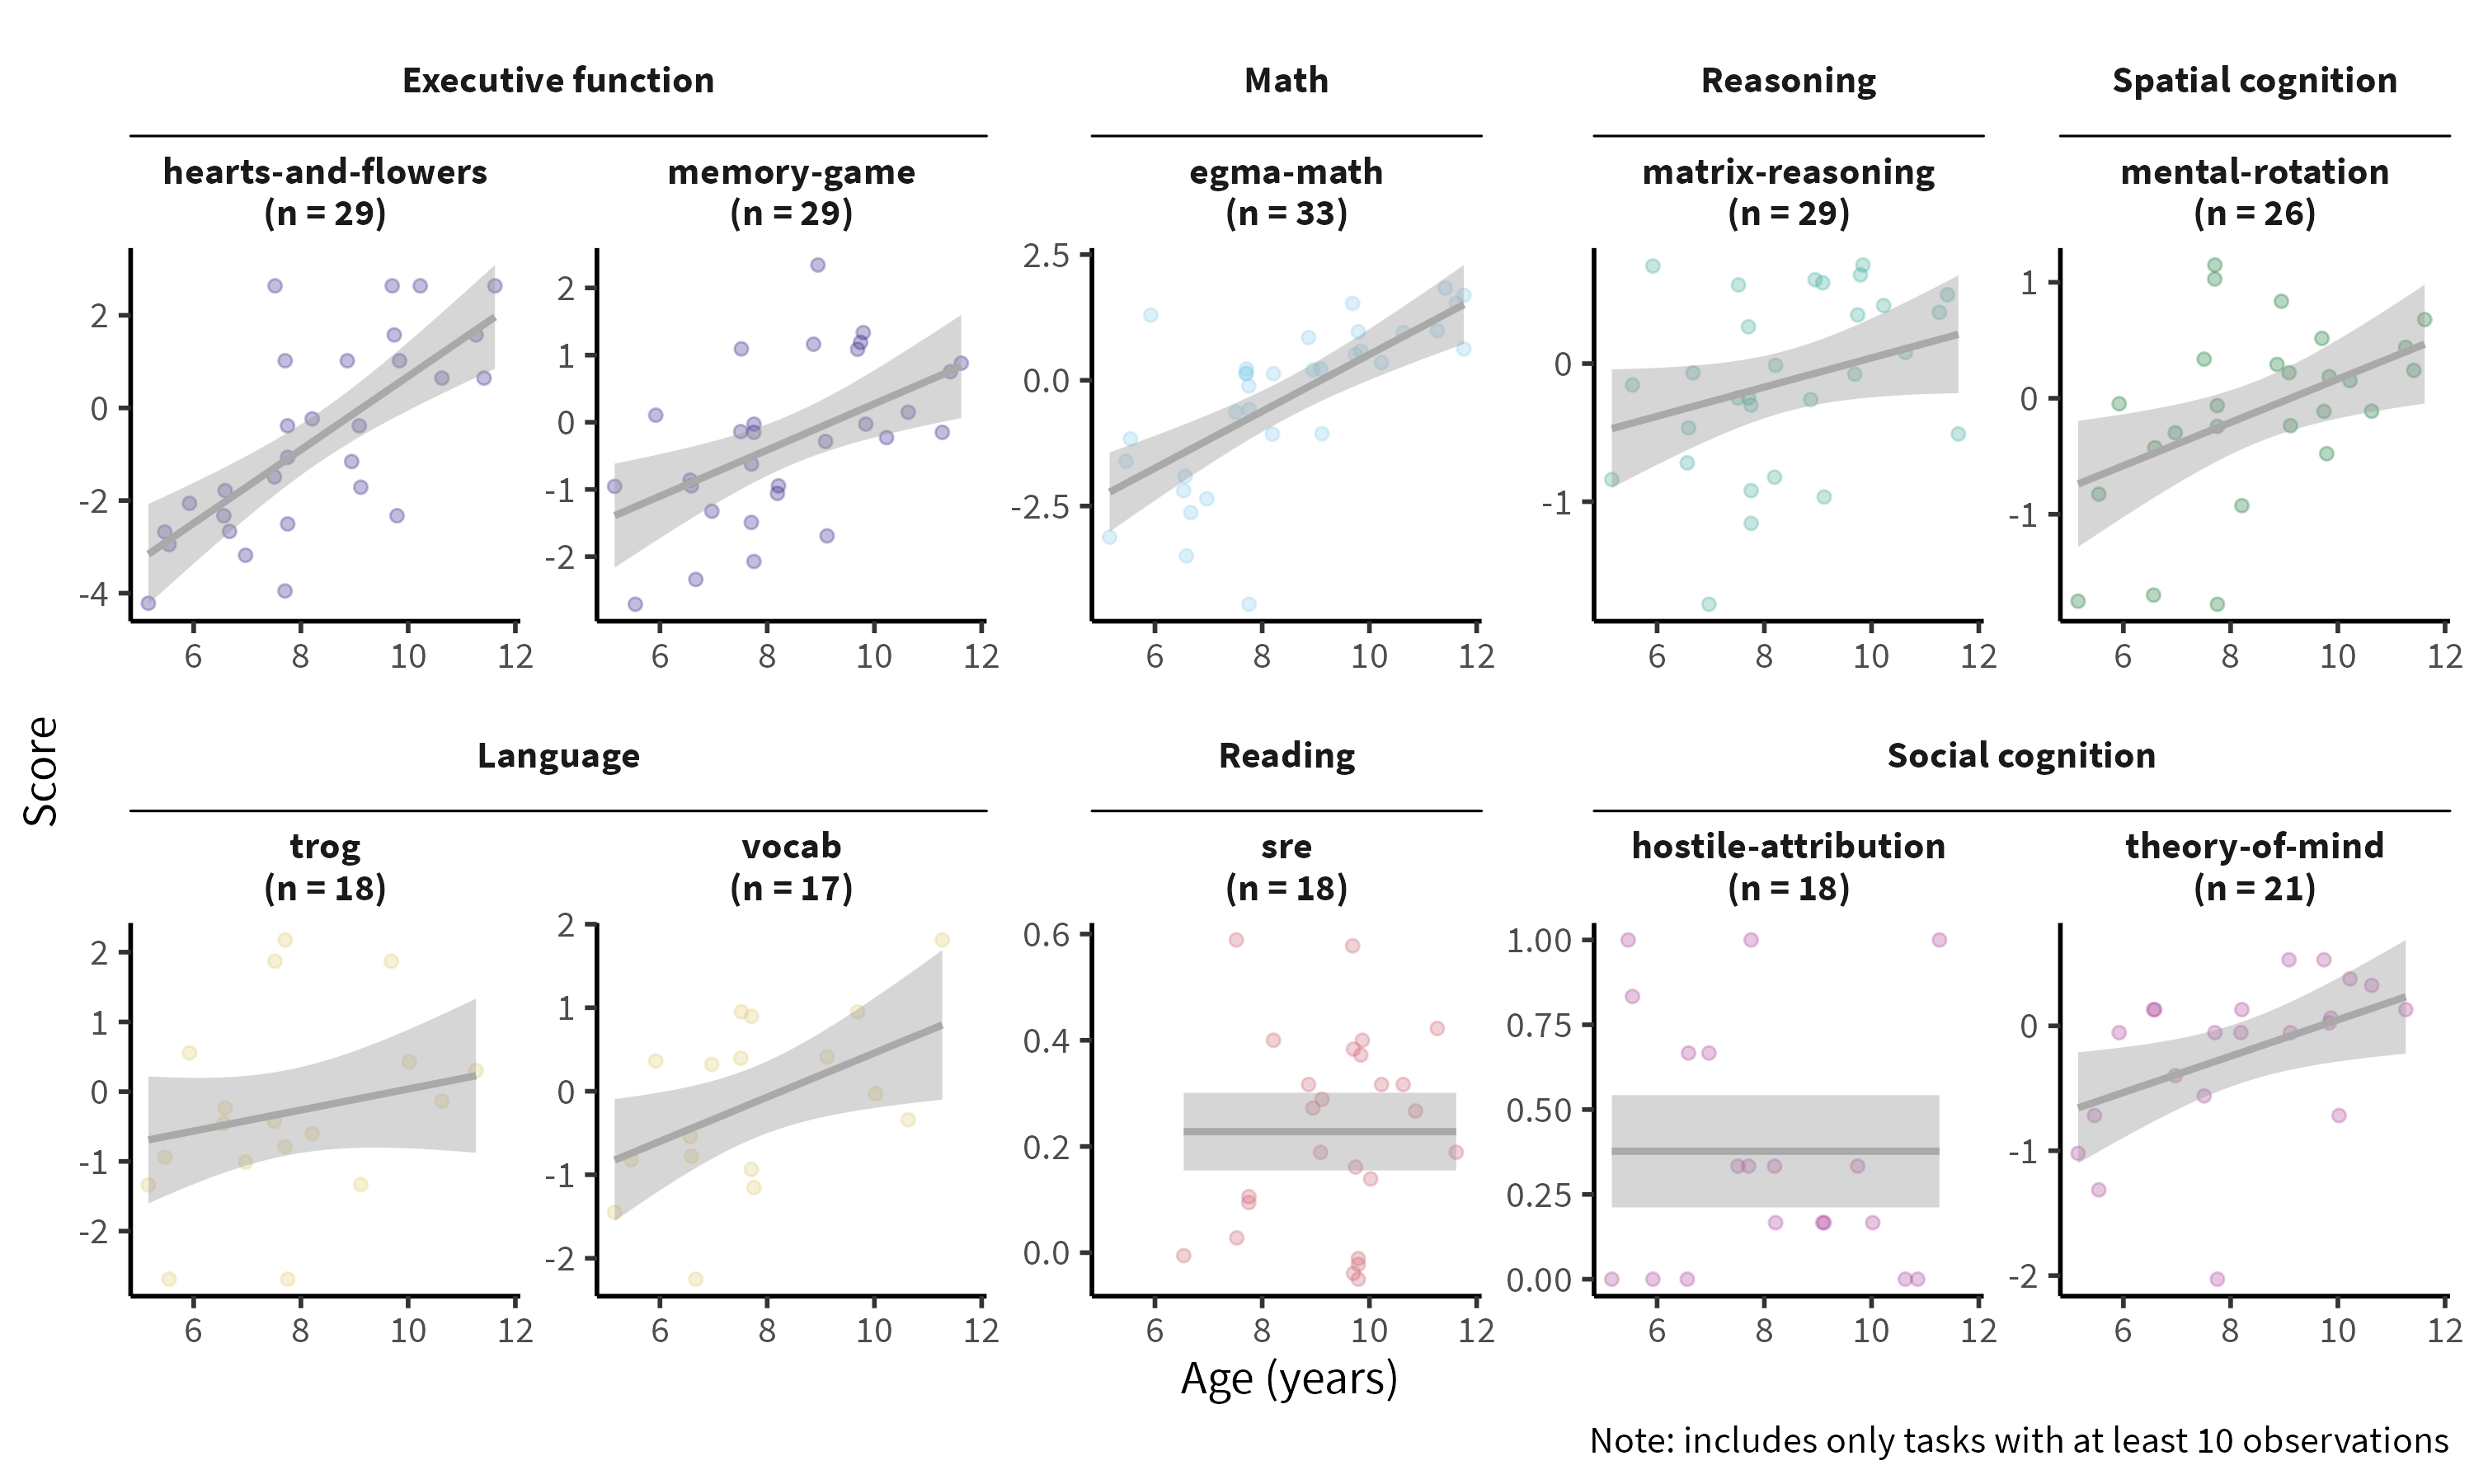 Executive function
Math
Reasoning
Spatial cognition
hearts-and-flowers
(n = 29)
memory-game
(n = 29)
egma-math
(n = 33)
matrix-reasoning
(n = 29)
mental-rotation
(n = 26)
2
0
-2
-4
6 8 10 12
2
1
0
-1
-2
6 8 10 12
2.5
0.0
-2.5
6 8 10 12
0
-1
6 8 10 12
1
0
-1
6 8 10 12
Score
Language
Reading
Social cognition
trog
(n = 18)
vocab
(n = 17)
sre
(n = 18)
hostile-attribution
(n = 18)
theory-of-mind
(n = 21)
2
1
0
-1
-2
6 8 10 12
2
1
0
-1
-2
6 8 10 12
0.6
0.4
0.2
0.0
6 8 10 12
1.00
0.75
0.50
0.25
0.00
6 8 10 12
0
-1
-2
6 8 10 12
Age (years)
Note: includes only tasks with at least 10 observations